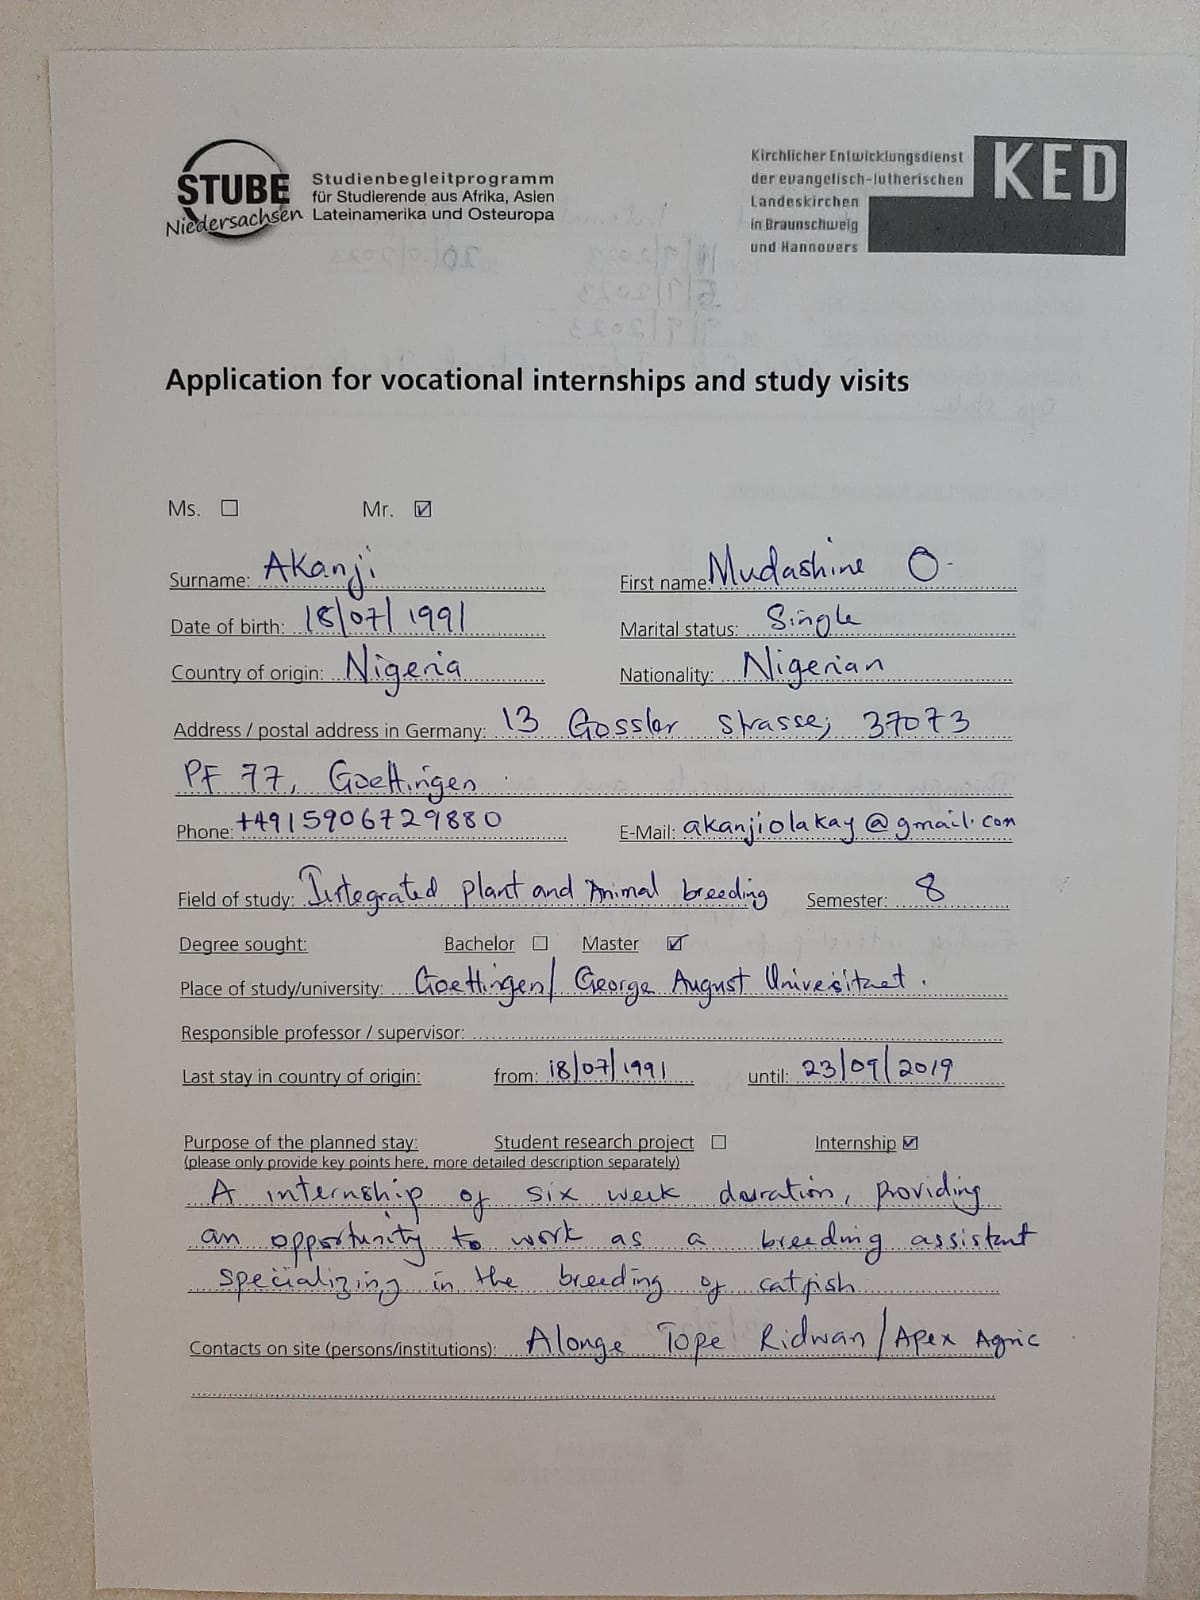 STUBE
Niedersachsen
Studienbegleitprogramm
für Studierende aus Afrika, Asien
Lateinamerika und Osteuropa
Kirchlicher Entwicklungsdienst
der evangelisch-lutherischen
Landeskirchen
in Braunschweig
und Hannovers
KED
Application for vocational internships and study visits
Ms. ☐ Mr. ☑
Surname: Akanji First name: Mudashine O.
Date of birth: 18/07/1991 Marital status: Single
Country of origin: Nigeria Nationality: Nigerian
Address / postal address in Germany: 13 Gossler strasse; 37073
PF 77, Goettingen
Phone: +4915906729880 E-Mail: akanjiolakay@gmail.com
Field of study: Integrated plant and Animal breeding Semester: 8
Degree sought: Bachelor ☐ Master ☑
Place of study/university: Goettingen/ George August Universitaet.
Responsible professor / supervisor:
Last stay in country of origin: from: 18/07/1991 until: 23/09/2019
Purpose of the planned stay: Student research project ☐ Internship ☑
(please only provide key points here, more detailed description separately)
A internship of six week duration, providing
an opportunity to work as a breeding assistant
specializing in the breeding of catfish
Contacts on site (persons/institutions): Alonge Tope Ridwan/Apex Agric